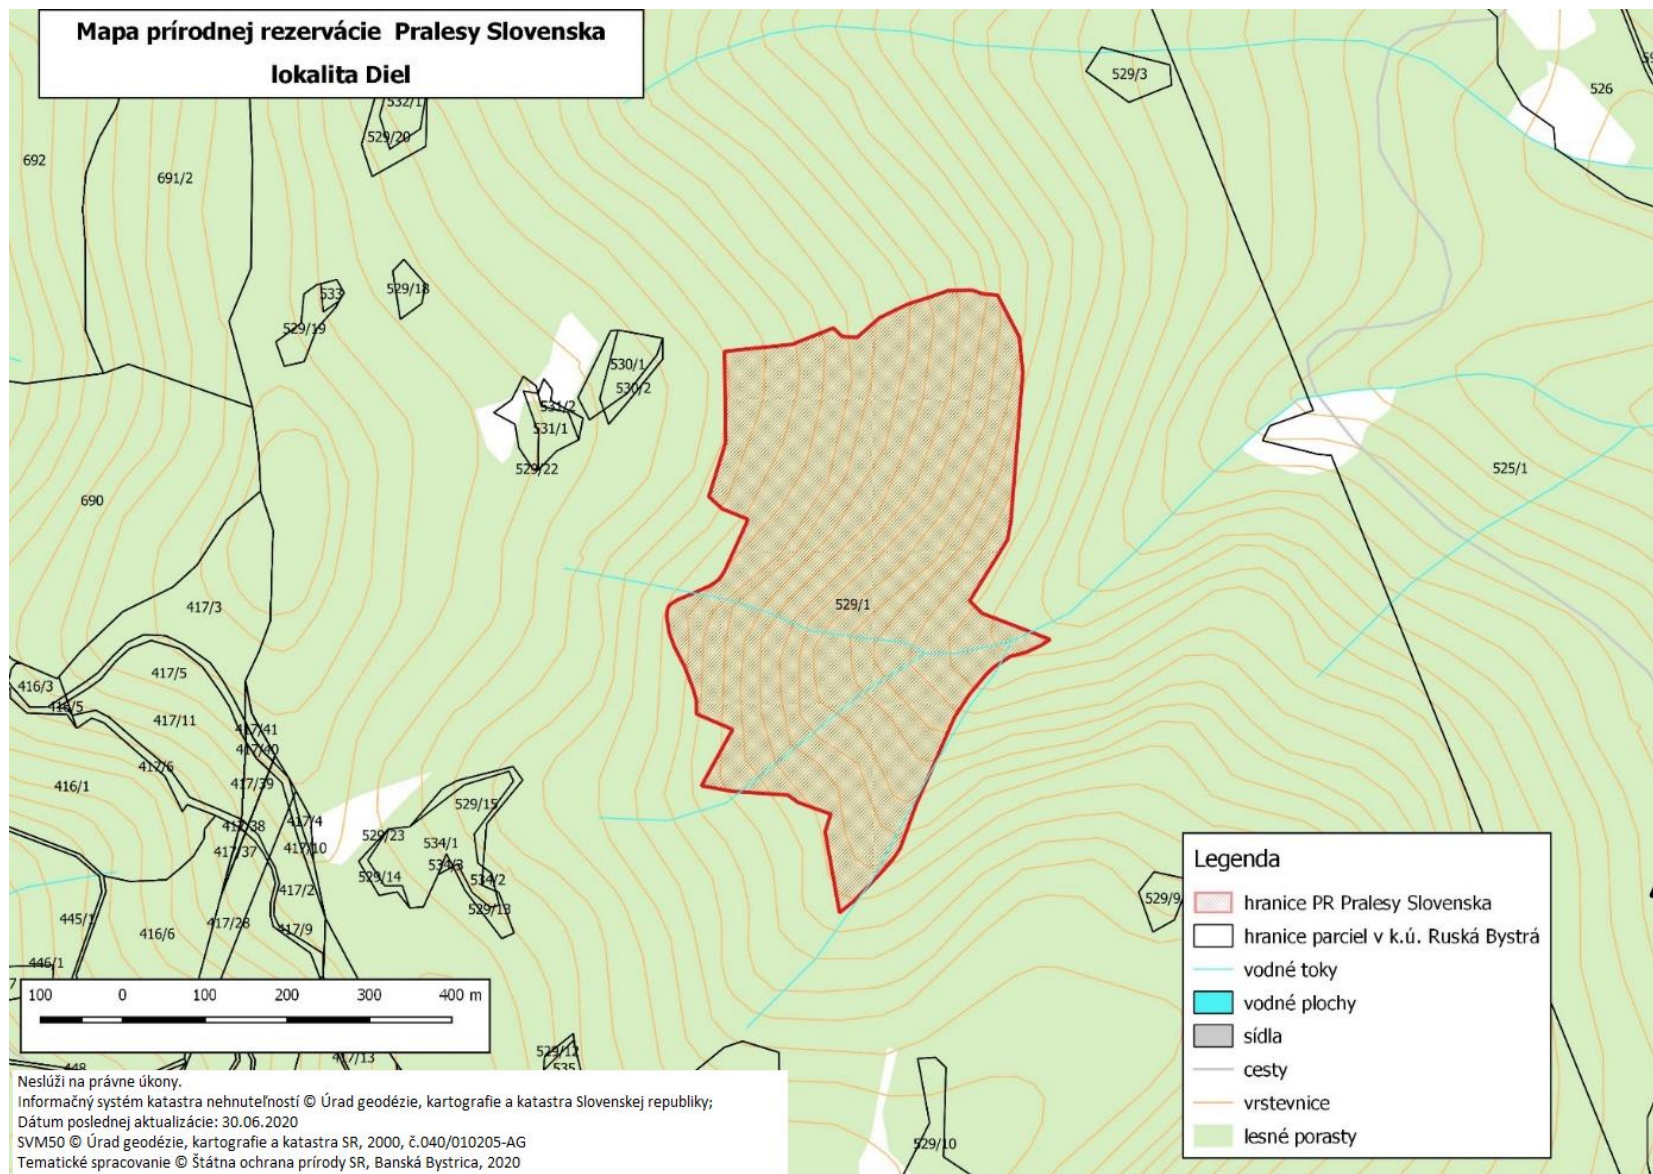 Mapa prírodnej rezervácie Pralesy Slovenska
lokalita Diel
532/1
529/20
529/3
526
692
691/2
533
529/18
529/19
530/1
530/2
531/2
531/1
529/22
525/1
690
417/3
529/1
416/3
416/5
417/5
417/11
417/41
417/40
417/6
417/39
416/1
529/15
417/38
417/4
529/23
534/1
417/37
417/10
534/3
529/14
534/2
417/2
529/13
529/9
445/1
417/28
417/9
416/6
446/1
Legenda
hranice PR Pralesy Slovenska
hranice parciel v k.ú. Ruská Bystrá
vodné toky
vodné plochy
sídla
cesty
vrstevnice
lesné porasty
100 0 100 200 300 400 m
417/13
448
529/12
535
529/10
Neslúži na právne úkony.
Informačný systém katastra nehnuteľností © Úrad geodézie, kartografie a katastra Slovenskej republiky;
Dátum poslednej aktualizácie: 30.06.2020
SVM50 © Úrad geodézie, kartografie a katastra SR, 2000, č.040/010205-AG
Tematické spracovanie © Štátna ochrana prírody SR, Banská Bystrica, 2020